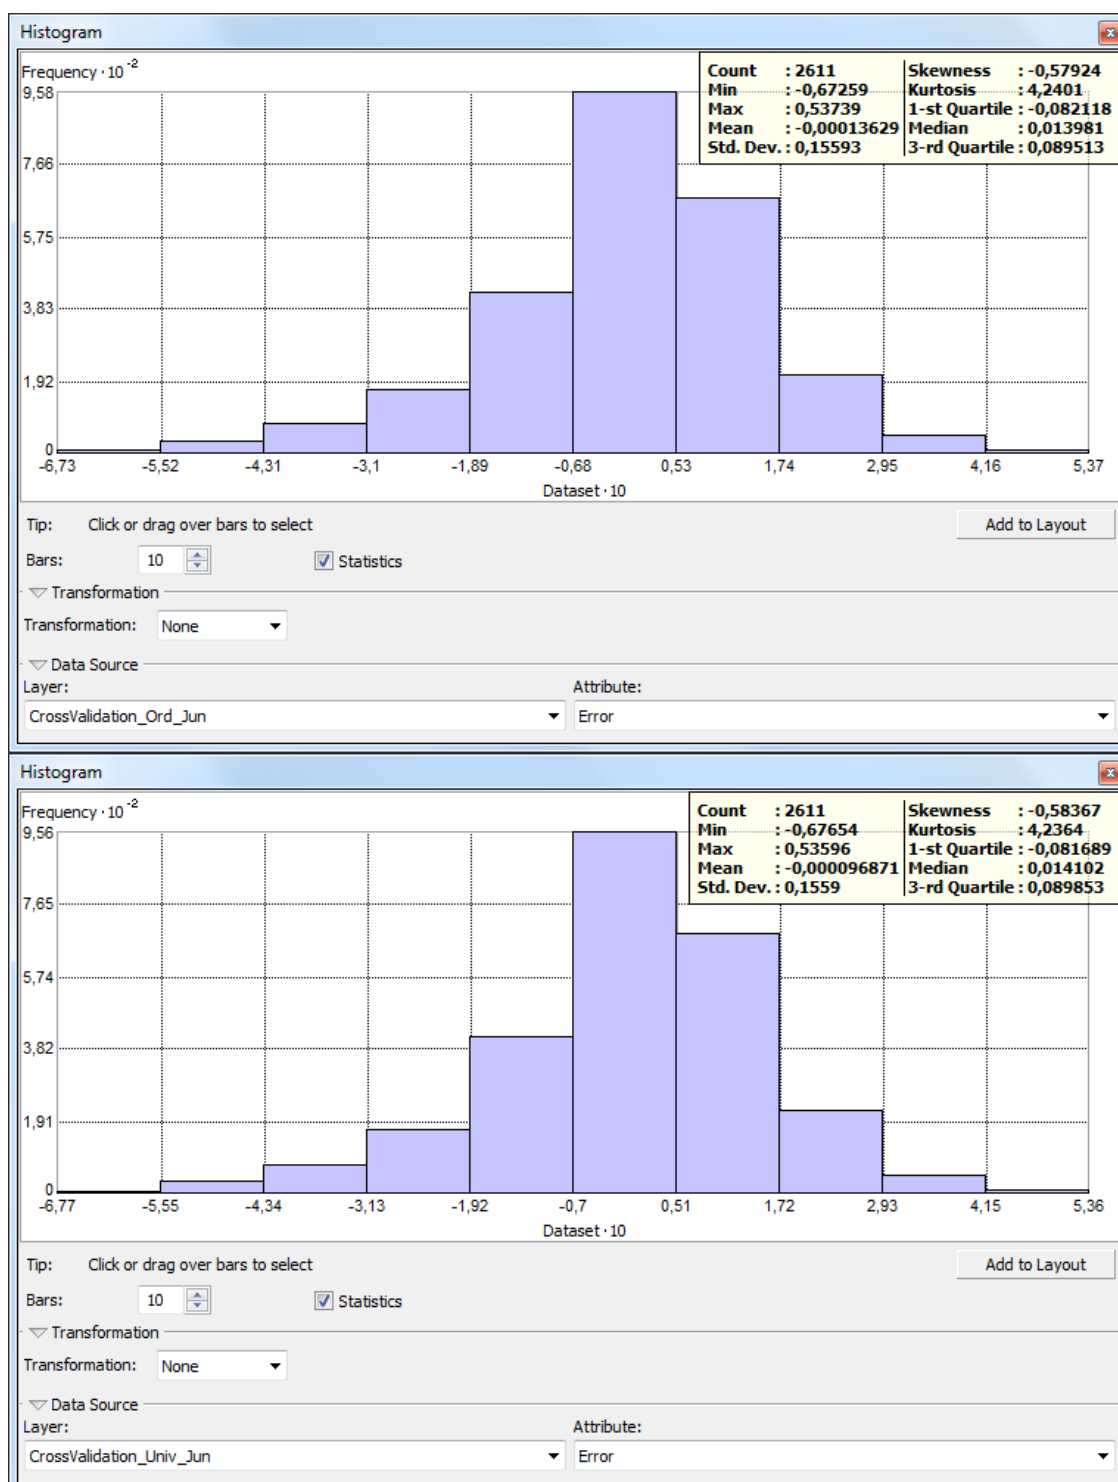 Histogram
Frequency · 10 -2
Count : 2611 Skewness : -0,57924
Min : -0,67259 Kurtosis : 4,2401
Max : 0,53739 1-st Quartile : -0,082118
Mean : -0,00013629 Median : 0,013981
Std. Dev. : 0,15593 3-rd Quartile : 0,089513
9,58
7,66
5,75
3,83
1,92
0
-6,73 -5,52 -4,31 -3,1 -1,89 -0,68 0,53 1,74 2,95 4,16 5,37
Dataset · 10
Tip: Click or drag over bars to select Add to Layout
Bars: 10 Statistics
Transformation
Transformation: None
Data Source
Layer: Attribute:
CrossValidation_Ord_Jun Error
Histogram
Frequency · 10 -2
Count : 2611 Skewness : -0,58367
Min : -0,67654 Kurtosis : 4,2364
Max : 0,53596 1-st Quartile : -0,081689
Mean : -0,000096871 Median : 0,014102
Std. Dev. : 0,1559 3-rd Quartile : 0,089853
9,56
7,65
5,74
3,82
1,91
0
-6,77 -5,55 -4,34 -3,13 -1,92 -0,7 0,51 1,72 2,93 4,15 5,36
Dataset · 10
Tip: Click or drag over bars to select Add to Layout
Bars: 10 Statistics
Transformation
Transformation: None
Data Source
Layer: Attribute:
CrossValidation_Univ_Jun Error